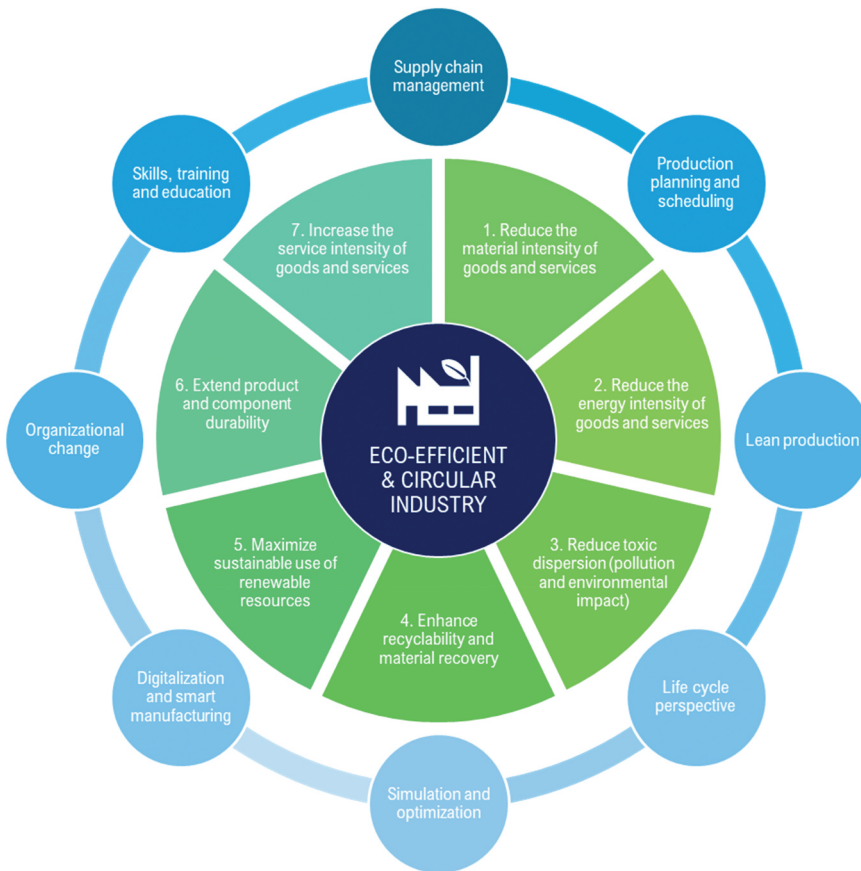 Supply chain
management
Production
planning and
scheduling
Lean production
Life cycle
perspective
Simulation and
optimization
Digitalization
and smart
manufacturing
Organizational
change
Skills, training
and education
1. Reduce the
material intensity of
goods and services
2. Reduce the
energy intensity of
goods and services
3. Reduce toxic
dispersion (pollution
and environmental
impact)
4. Enhance
recyclability and
material recovery
5. Maximize
sustainable use of
renewable
resources
6. Extend product
and component
durability
7. Increase the
service intensity of
goods and services
ECO-EFFICIENT
& CIRCULAR
INDUSTRY